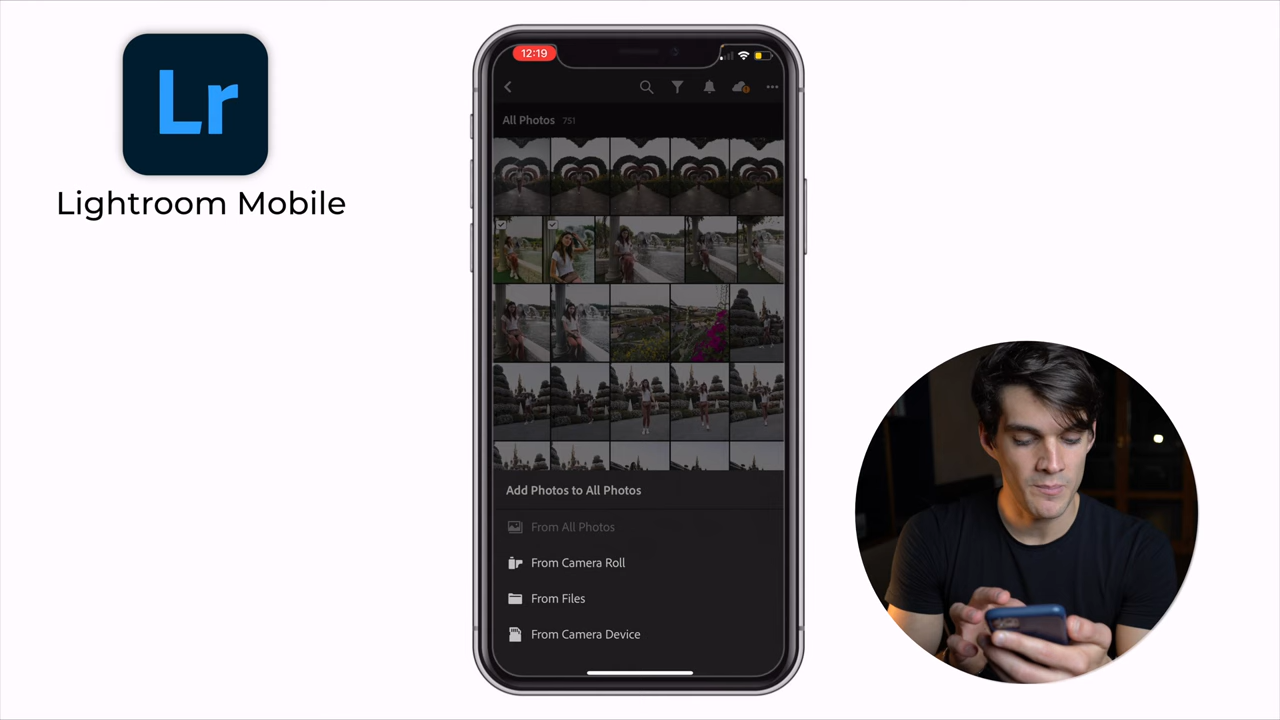 Lr
Lightroom Mobile
12:19
All Photos 751
Add Photos to All Photos
From All Photos
From Camera Roll
From Files
From Camera Device